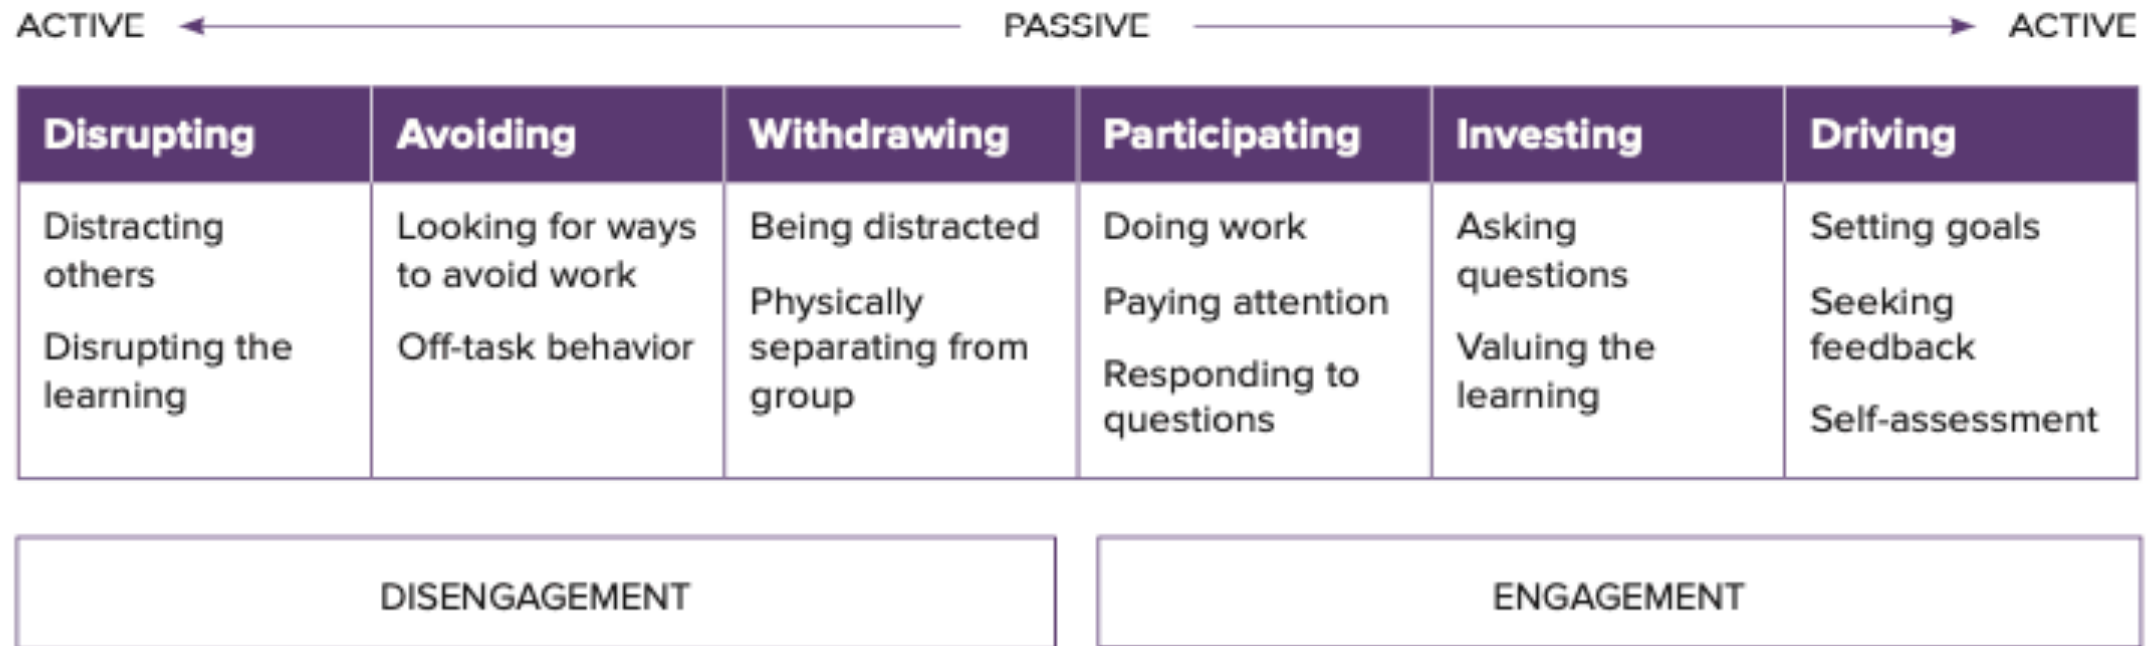 ACTIVE PASSIVE ACTIVE
Disrupting
Distracting
others
Disrupting the
learning
Avoiding
Looking for ways
to avoid work
Off-task behavior
Withdrawing
Being distracted
Physically
separating from
group
Participating
Doing work
Paying attention
Responding to
questions
Investing
Asking
questions
Valuing the
learning
Driving
Setting goals
Seeking
feedback
Self-assessment
DISENGAGEMENT
ENGAGEMENT